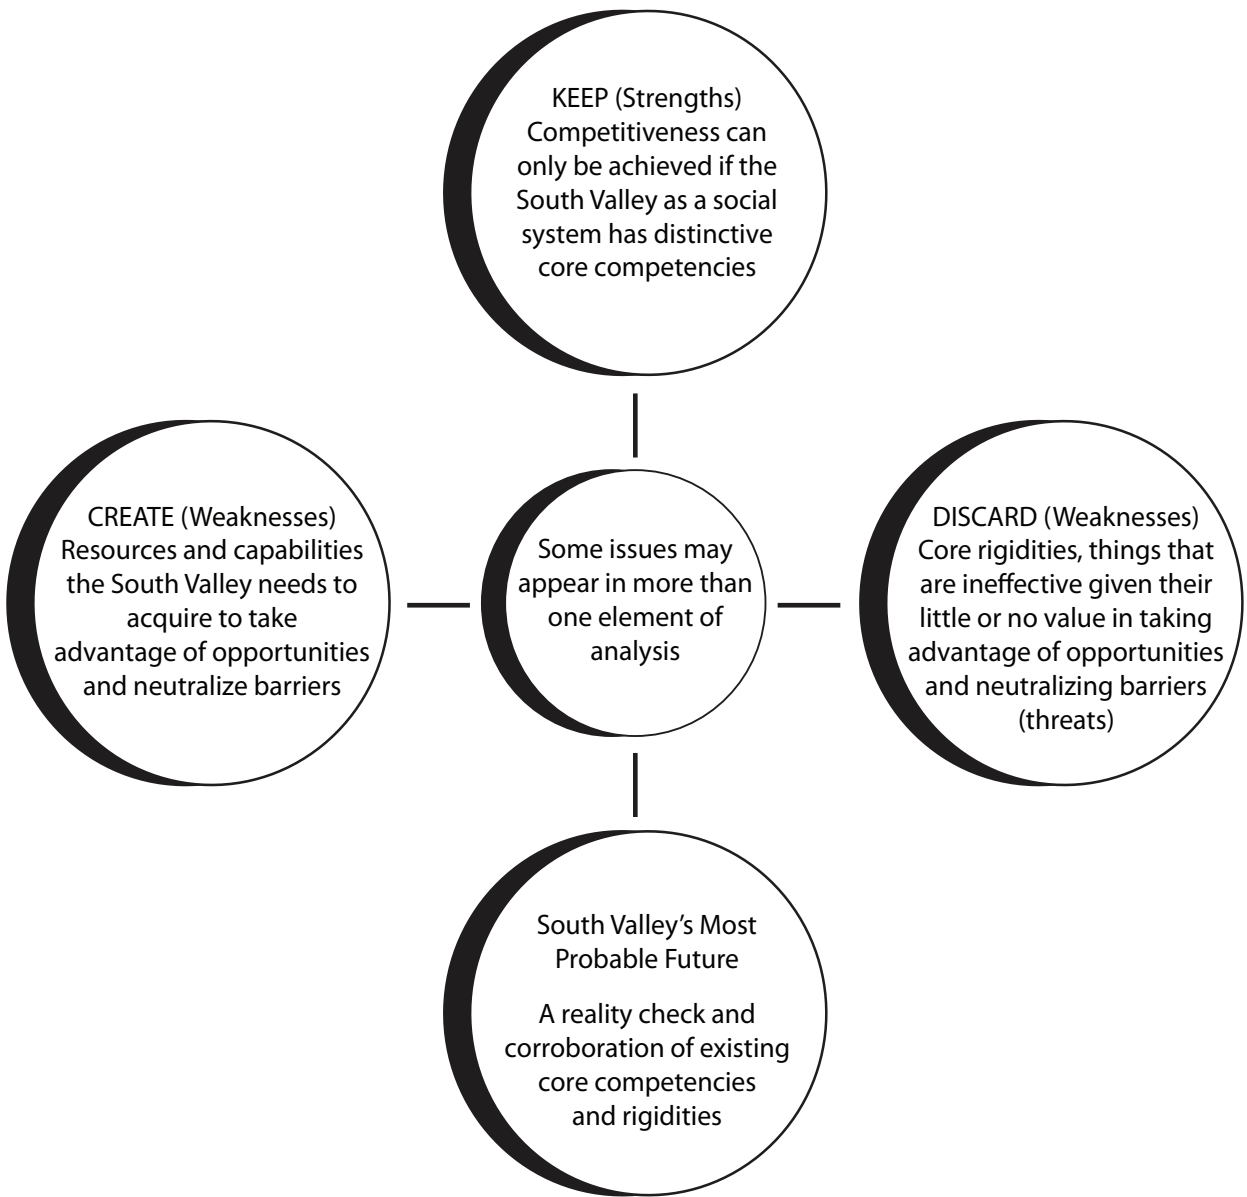 KEEP (Strengths)
Competitiveness can
only be achieved if the
South Valley as a social
system has distinctive
core competencies
CREATE (Weaknesses)
Resources and capabilities
the South Valley needs to
acquire to take
advantage of opportunities
and neutralize barriers
Some issues may
appear in more than
one element of
analysis
DISCARD (Weaknesses)
Core rigidities, things that
are ineffective given their
little or no value in taking
advantage of opportunities
and neutralizing barriers
(threats)
South Valley's Most
Probable Future
A reality check and
corroboration of existing
core competencies
and rigidities